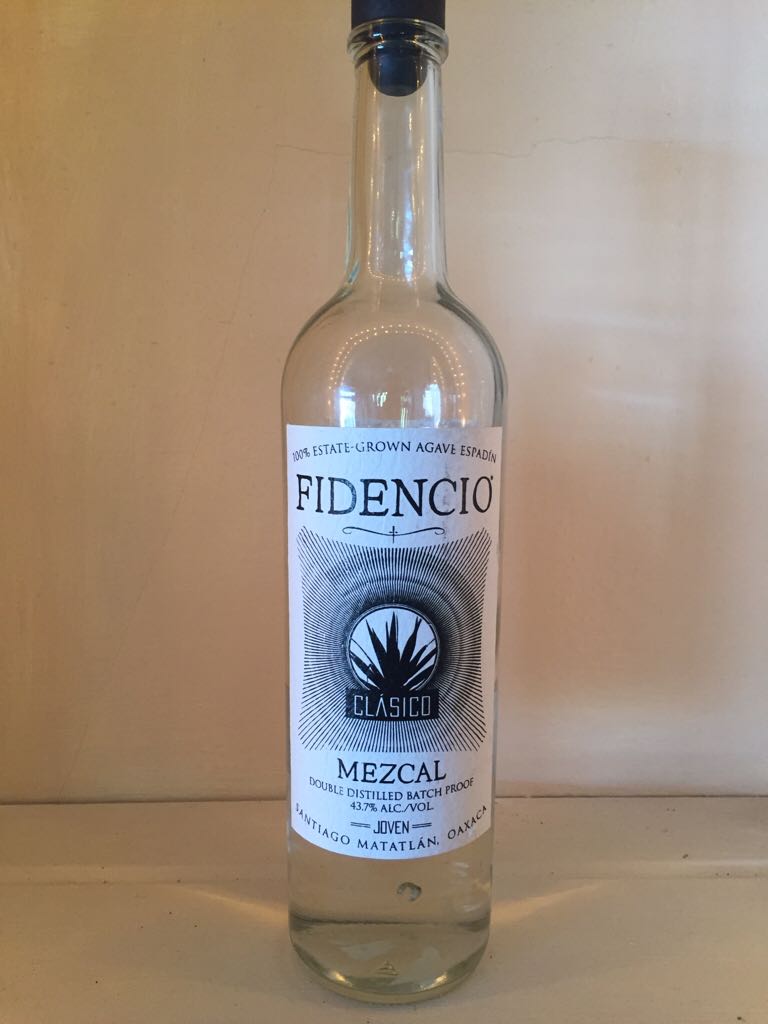 100% ESTATE-GROWN AGAVE ESPADÍN
FIDENCIO
CLÁSICO
MEZCAL
DOUBLE DISTILLED BATCH PROOF
43.7% ALC./VOL.
JOVEN
SANTIAGO MATATLÁN, OAXACA